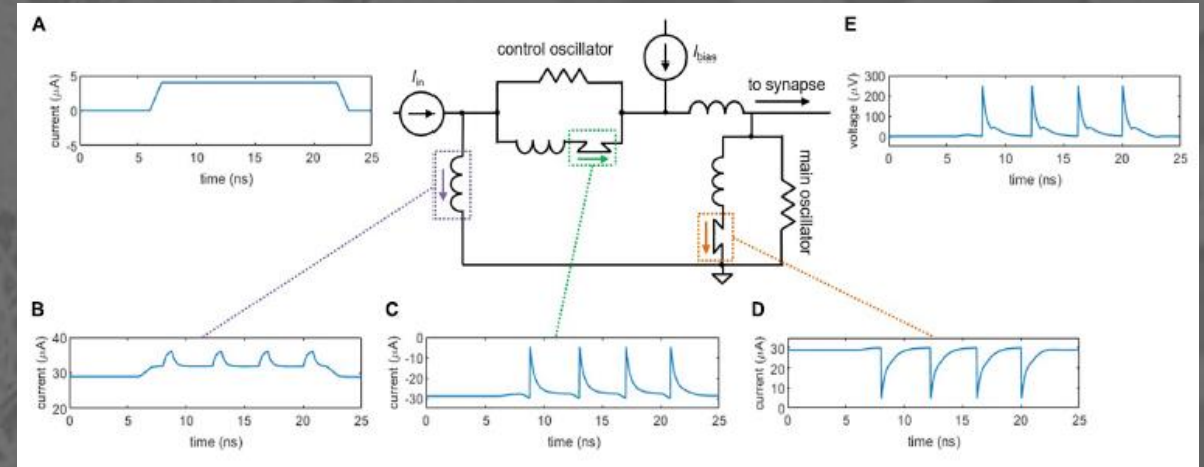 A
current (μA)
5
0
-5
0 5 10 15 20 25
time (ns)
I_in
control oscillator
I_bias
to synapse
main oscillator
E
voltage (μV)
300
200
100
0
0 5 10 15 20 25
time (ns)
B
current (μA)
40
30
20
0 5 10 15 20 25
time (ns)
C
current (μA)
0
-10
-20
-30
0 5 10 15 20 25
time (ns)
D
current (μA)
30
20
10
0
0 5 10 15 20 25
time (ns)